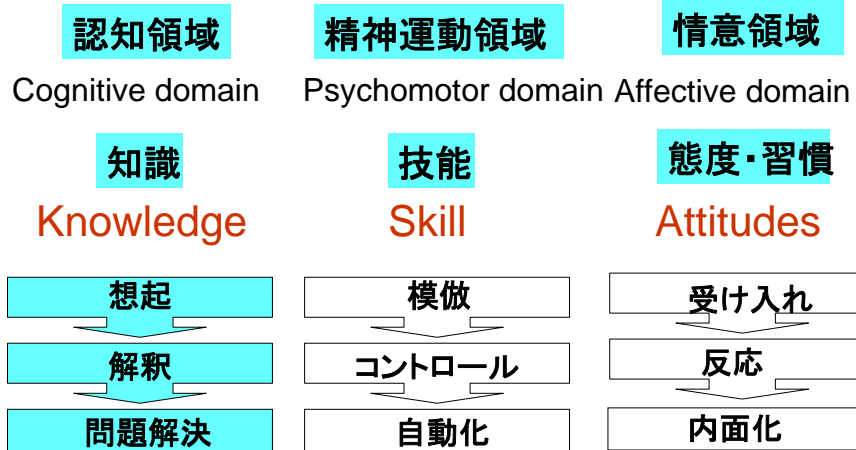 認知領域
精神運動領域
情意領域
Cognitive domain
Psychomotor domain
Affective domain
知識
技能
態度・習慣
Knowledge
Skill
Attitudes
想起
模倣
受け入れ
解釈
コントロール
反応
問題解決
自動化
内面化